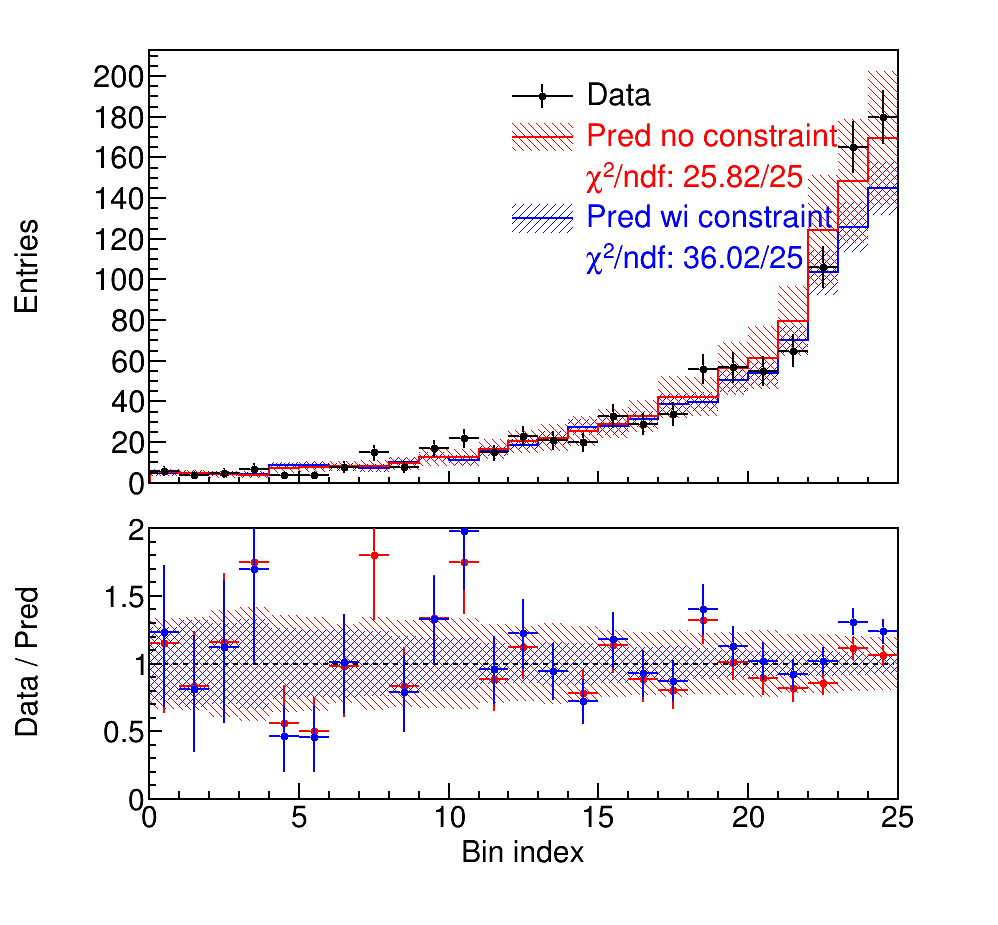 Entries
200
180
160
140
120
100
80
60
40
20
0
Data
Pred no constraint
χ²/ndf: 25.82/25
Pred wi constraint
χ²/ndf: 36.02/25
Data / Pred
2
1.5
1
0.5
0
0 5 10 15 20 25
Bin index